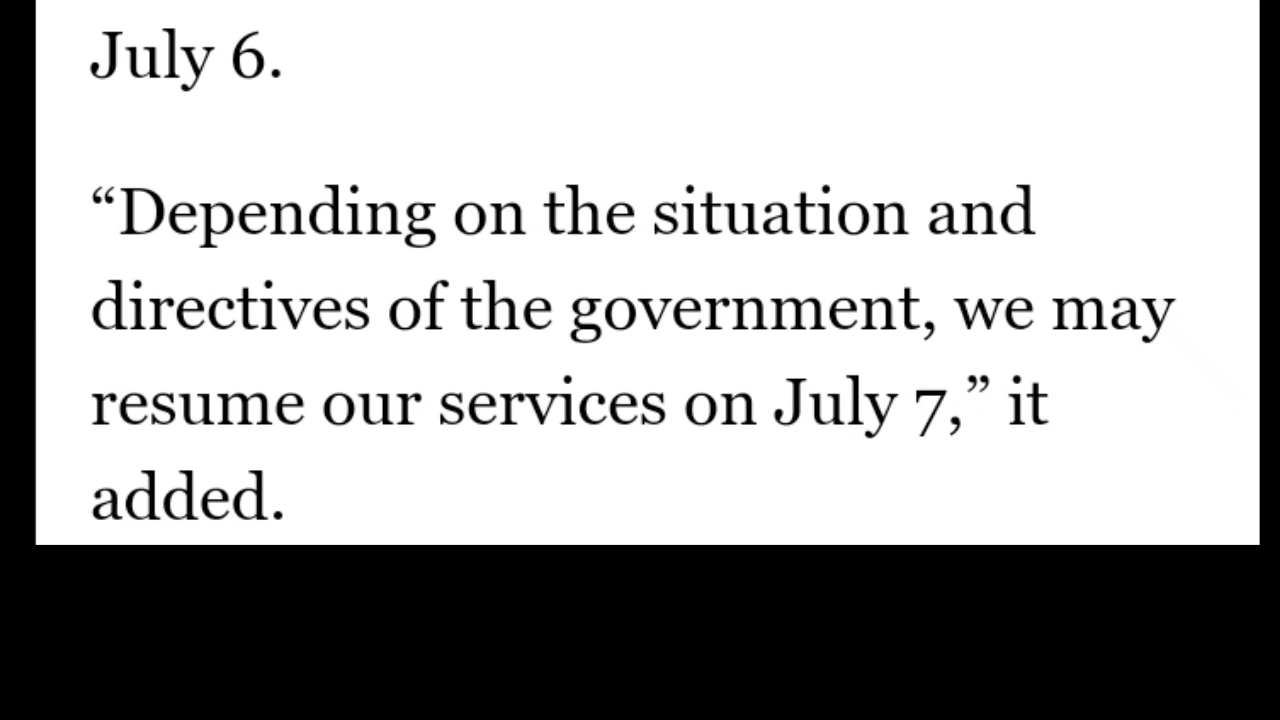 July 6.
“Depending on the situation and
directives of the government, we may
resume our services on July 7,” it
added.